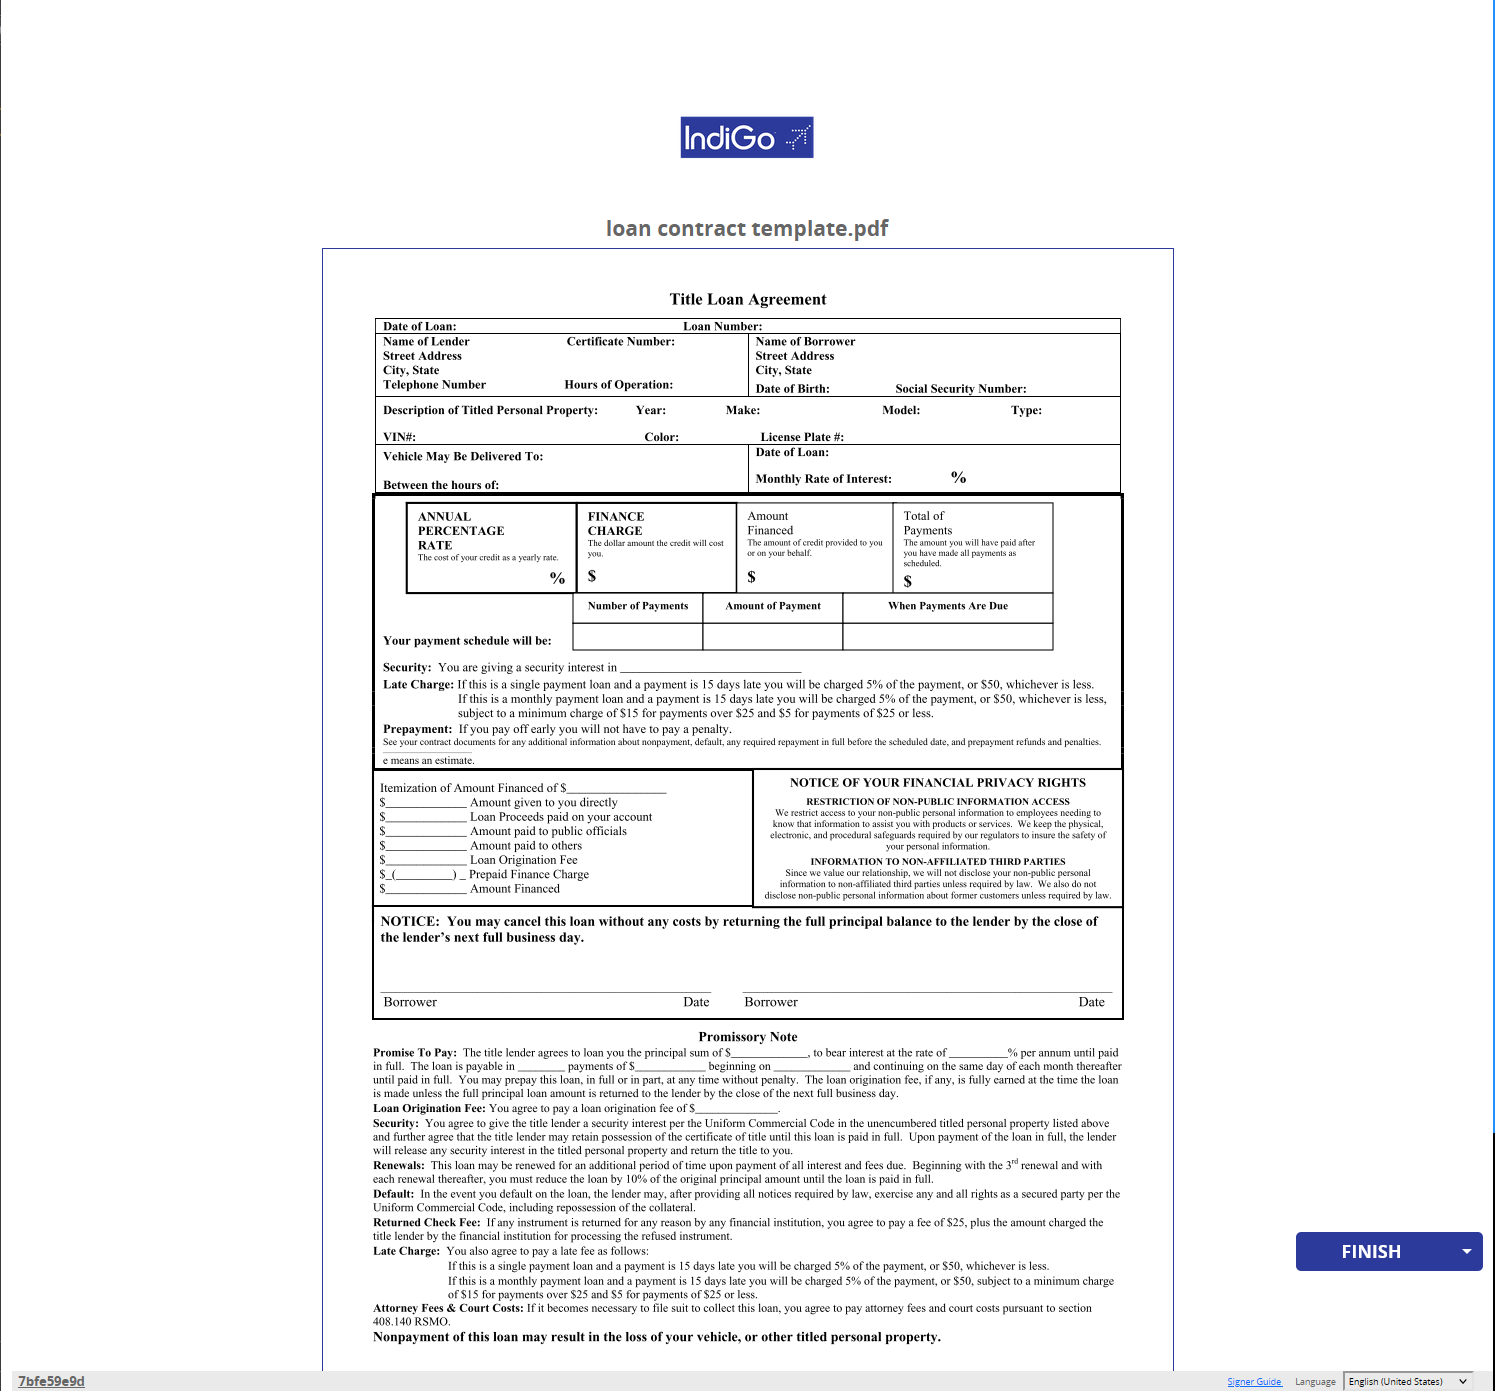 IndiGo
loan contract template.pdf
Title Loan Agreement
Date of Loan: Loan Number:
Name of Lender Certificate Number:
Street Address
City, State
Telephone Number Hours of Operation:
Name of Borrower
Street Address
City, State
Date of Birth: Social Security Number:
Description of Titled Personal Property: Year: Make: Model: Type:
VIN#: Color: License Plate #:
Vehicle May Be Delivered To:
Between the hours of:
Date of Loan:
Monthly Rate of Interest: %
ANNUAL
PERCENTAGE
RATE
The cost of your credit as a yearly rate.
%
FINANCE
CHARGE
The dollar amount the credit will cost
you.
$
Amount
Financed
The amount of credit provided to you
or on your behalf.
$
Total of
Payments
The amount you will have paid after
you have made all payments as
scheduled.
$
Number of Payments Amount of Payment When Payments Are Due
Your payment schedule will be:
Security: You are giving a security interest in ____________________________
Late Charge: If this is a single payment loan and a payment is 15 days late you will be charged 5% of the payment, or $50, whichever is less.
If this is a monthly payment loan and a payment is 15 days late you will be charged 5% of the payment, or $50, whichever is less,
subject to a minimum charge of $15 for payments over $25 and $5 for payments of $25 or less.
Prepayment: If you pay off early you will not have to pay a penalty.
See your contract documents for any additional information about nonpayment, default, any required repayment in full before the scheduled date, and prepayment refunds and penalties.
e means an estimate.
Itemization of Amount Financed of $________________
$_____________ Amount given to you directly
$_____________ Loan Proceeds paid on your account
$_____________ Amount paid to public officials
$_____________ Amount paid to others
$_____________ Loan Origination Fee
$_(_________) _ Prepaid Finance Charge
$_____________ Amount Financed
NOTICE OF YOUR FINANCIAL PRIVACY RIGHTS
RESTRICTION OF NON-PUBLIC INFORMATION ACCESS
We restrict access to your non-public personal information to employees needing to
know that information to assist you with products or services. We keep the physical,
electronic, and procedural safeguards required by our regulators to insure the safety of
your personal information.
INFORMATION TO NON-AFFILIATED THIRD PARTIES
Since we value our relationship, we will not disclose your non-public personal
information to non-affiliated third parties unless required by law. We also do not
disclose non-public personal information about former customers unless required by law.
NOTICE: You may cancel this loan without any costs by returning the full principal balance to the lender by the close of
the lender's next full business day.
Borrower Date Borrower Date
Promissory Note
Promise To Pay: The title lender agrees to loan you the principal sum of $_____________, to bear interest at the rate of __________% per annum until paid
in full. The loan is payable in ________ payments of $____________ beginning on _____________ and continuing on the same day of each month thereafter
until paid in full. You may prepay this loan, in full or in part, at any time without penalty. The loan origination fee, if any, is fully earned at the time the loan
is made unless the full principal loan amount is returned to the lender by the close of the next full business day.
Loan Origination Fee: You agree to pay a loan origination fee of $______________.
Security: You agree to give the title lender a security interest per the Uniform Commercial Code in the unencumbered titled personal property listed above
and further agree that the title lender may retain possession of the certificate of title until this loan is paid in full. Upon payment of the loan in full, the lender
will release any security interest in the titled personal property and return the title to you.
Renewals: This loan may be renewed for an additional period of time upon payment of all interest and fees due. Beginning with the 3rd renewal and with
each renewal thereafter, you must reduce the loan by 10% of the original principal amount until the loan is paid in full.
Default: In the event you default on the loan, the lender may, after providing all notices required by law, exercise any and all rights as a secured party per the
Uniform Commercial Code, including repossession of the collateral.
Returned Check Fee: If any instrument is returned for any reason by any financial institution, you agree to pay a fee of $25, plus the amount charged the
title lender by the financial institution for processing the refused instrument.
Late Charge: You also agree to pay a late fee as follows:
If this is a single payment loan and a payment is 15 days late you will be charged 5% of the payment, or $50, whichever is less.
If this is a monthly payment loan and a payment is 15 days late you will be charged 5% of the payment, or $50, subject to a minimum charge
of $15 for payments over $25 and $5 for payments of $25 or less.
Attorney Fees & Court Costs: If it becomes necessary to file suit to collect this loan, you agree to pay attorney fees and court costs pursuant to section
408.140 RSMO.
Nonpayment of this loan may result in the loss of your vehicle, or other titled personal property.
FINISH
7bfe59e9d
Signer Guide Language English (United States)